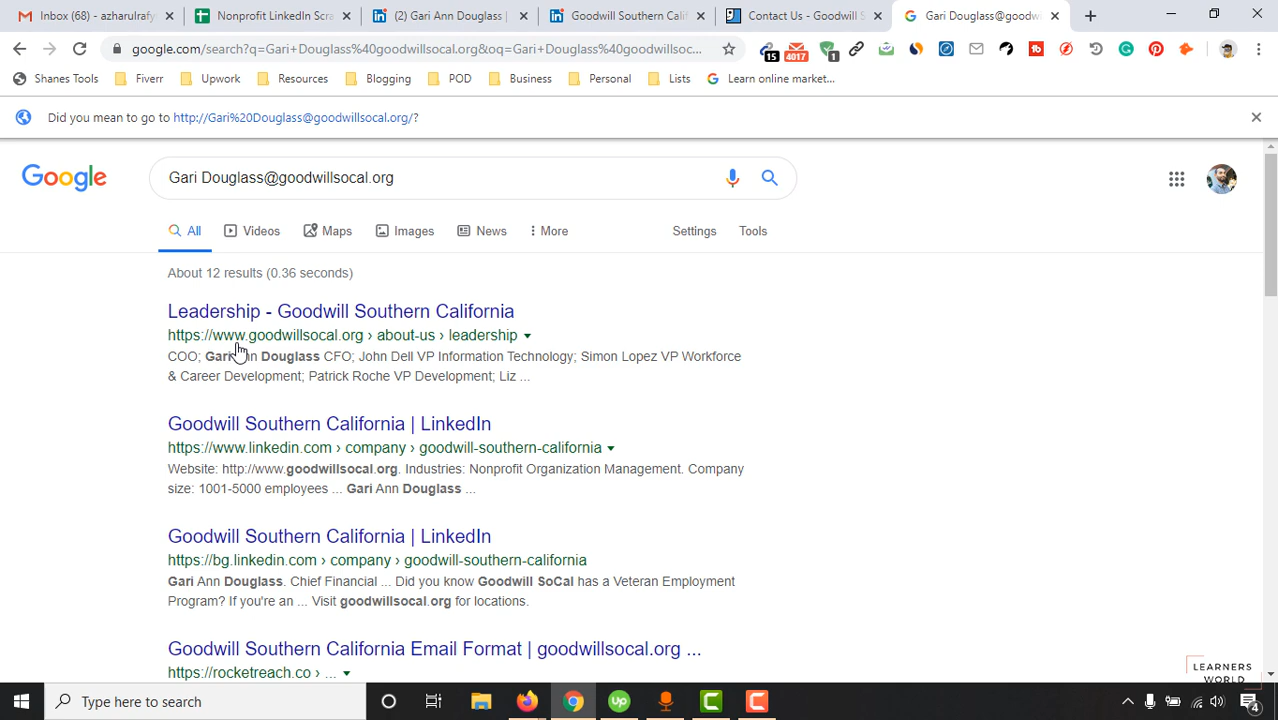 Inbox (68) - azharulrafy
Nonprofit LinkedIn Scra
(2) Gari Ann Douglass |
Goodwill Southern Calif
Contact Us - Goodwill S
Gari Douglass@goodw
google.com/search?q=Gari+Douglass%40goodwillsocal.org&oq=Gari+Douglass%40goodwillsoc...
15
4017
1
Shanes Tools
Fiverr
Upwork
Resources
Blogging
POD
Business
Personal
Lists
Learn online market...
Did you mean to go to http://Gari%20Douglass@goodwillsocal.org/?
Google
Gari Douglass@goodwillsocal.org
All
Videos
Maps
Images
News
More
Settings
Tools
About 12 results (0.36 seconds)
Leadership - Goodwill Southern California
https://www.goodwillsocal.org › about-us › leadership
COO; Gari Ann Douglass CFO; John Dell VP Information Technology; Simon Lopez VP Workforce
& Career Development; Patrick Roche VP Development; Liz ...
Goodwill Southern California | LinkedIn
https://www.linkedin.com › company › goodwill-southern-california
Website: http://www.goodwillsocal.org. Industries: Nonprofit Organization Management. Company
size: 1001-5000 employees ... Gari Ann Douglass ...
Goodwill Southern California | LinkedIn
https://bg.linkedin.com › company › goodwill-southern-california
Gari Ann Douglass. Chief Financial ... Did you know Goodwill SoCal has a Veteran Employment
Program? If you're an ... Visit goodwillsocal.org for locations.
Goodwill Southern California Email Format | goodwillsocal.org ...
https://rocketreach.co › ...
LEARNERS
WORLD
Type here to search
4